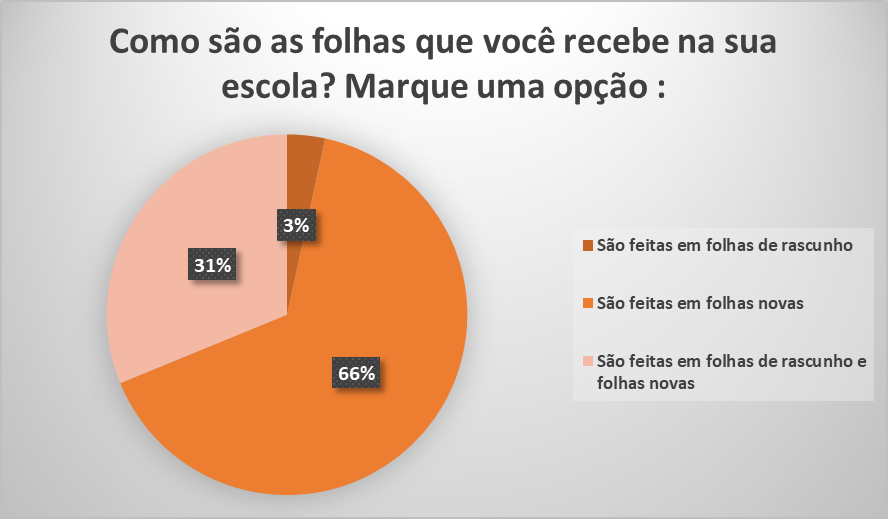 Como são as folhas que você recebe na sua
escola? Marque uma opção :
3%
31%
66%
São feitas em folhas de rascunho
São feitas em folhas novas
São feitas em folhas de rascunho e
folhas novas